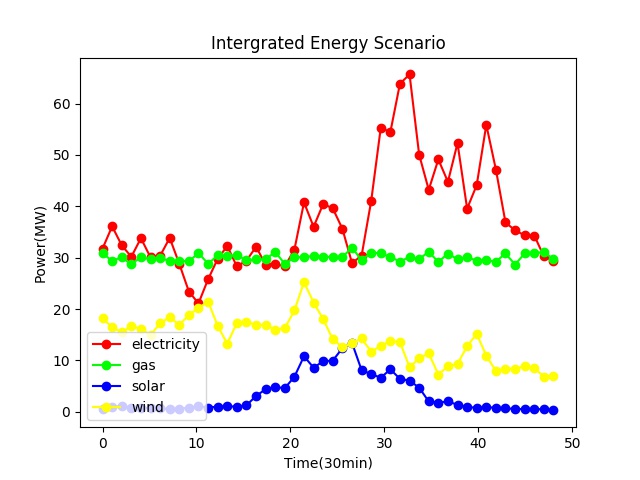 Intergrated Energy Scenario
Power(MW)
60
50
40
30
20
10
0
electricity
gas
solar
wind
0 10 20 30 40 50
Time(30min)